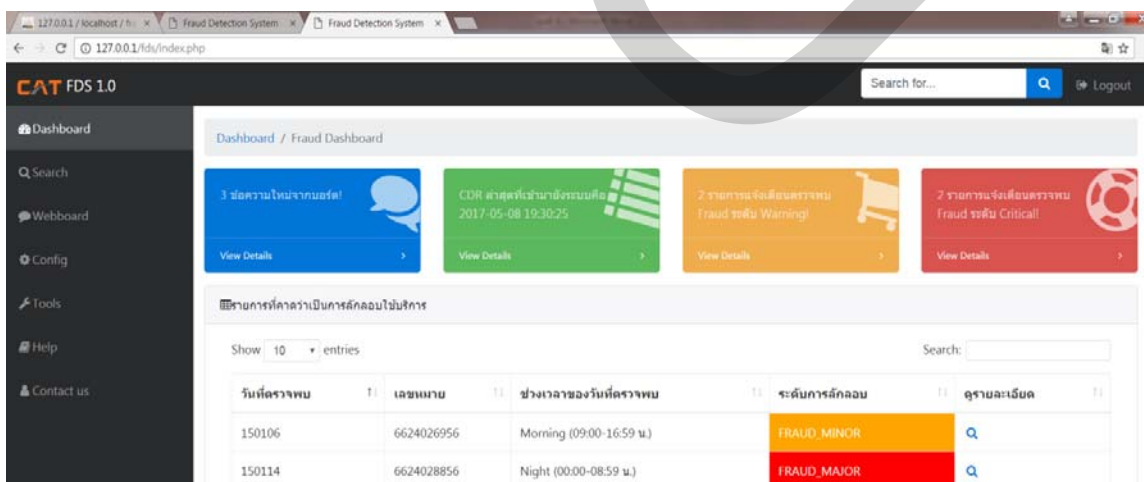 127.0.0.1 / localhost / fr
Fraud Detection System
Fraud Detection System
127.0.0.1/fds/index.php
CAT FDS 1.0
Search for...
Logout
Dashboard
Search
Webboard
Config
Tools
Help
Contact us
Dashboard / Fraud Dashboard
3 ข้อความใหม่จากบอร์ด!
View Details
CDR ล่าสุดที่เข้ามายังระบบคือ
2017-05-08 19:30:25
View Details
2 รายการแจ้งเตือนตรวจพบ
Fraud ระดับ Warning!
View Details
2 รายการแจ้งเตือนตรวจพบ
Fraud ระดับ Critical!
View Details
รายการที่คาดว่าเป็นการลักลอบใช้บริการ
Show 10 entries
Search:
วันที่ตรวจพบ เลขหมาย ช่วงเวลาของวันที่ตรวจพบ ระดับการลักลอบ ดูรายละเอียด
150106 6624026956 Morning (09:00-16:59 น.) FRAUD_MINOR
150114 6624028856 Night (00:00-08:59 น.) FRAUD_MAJOR